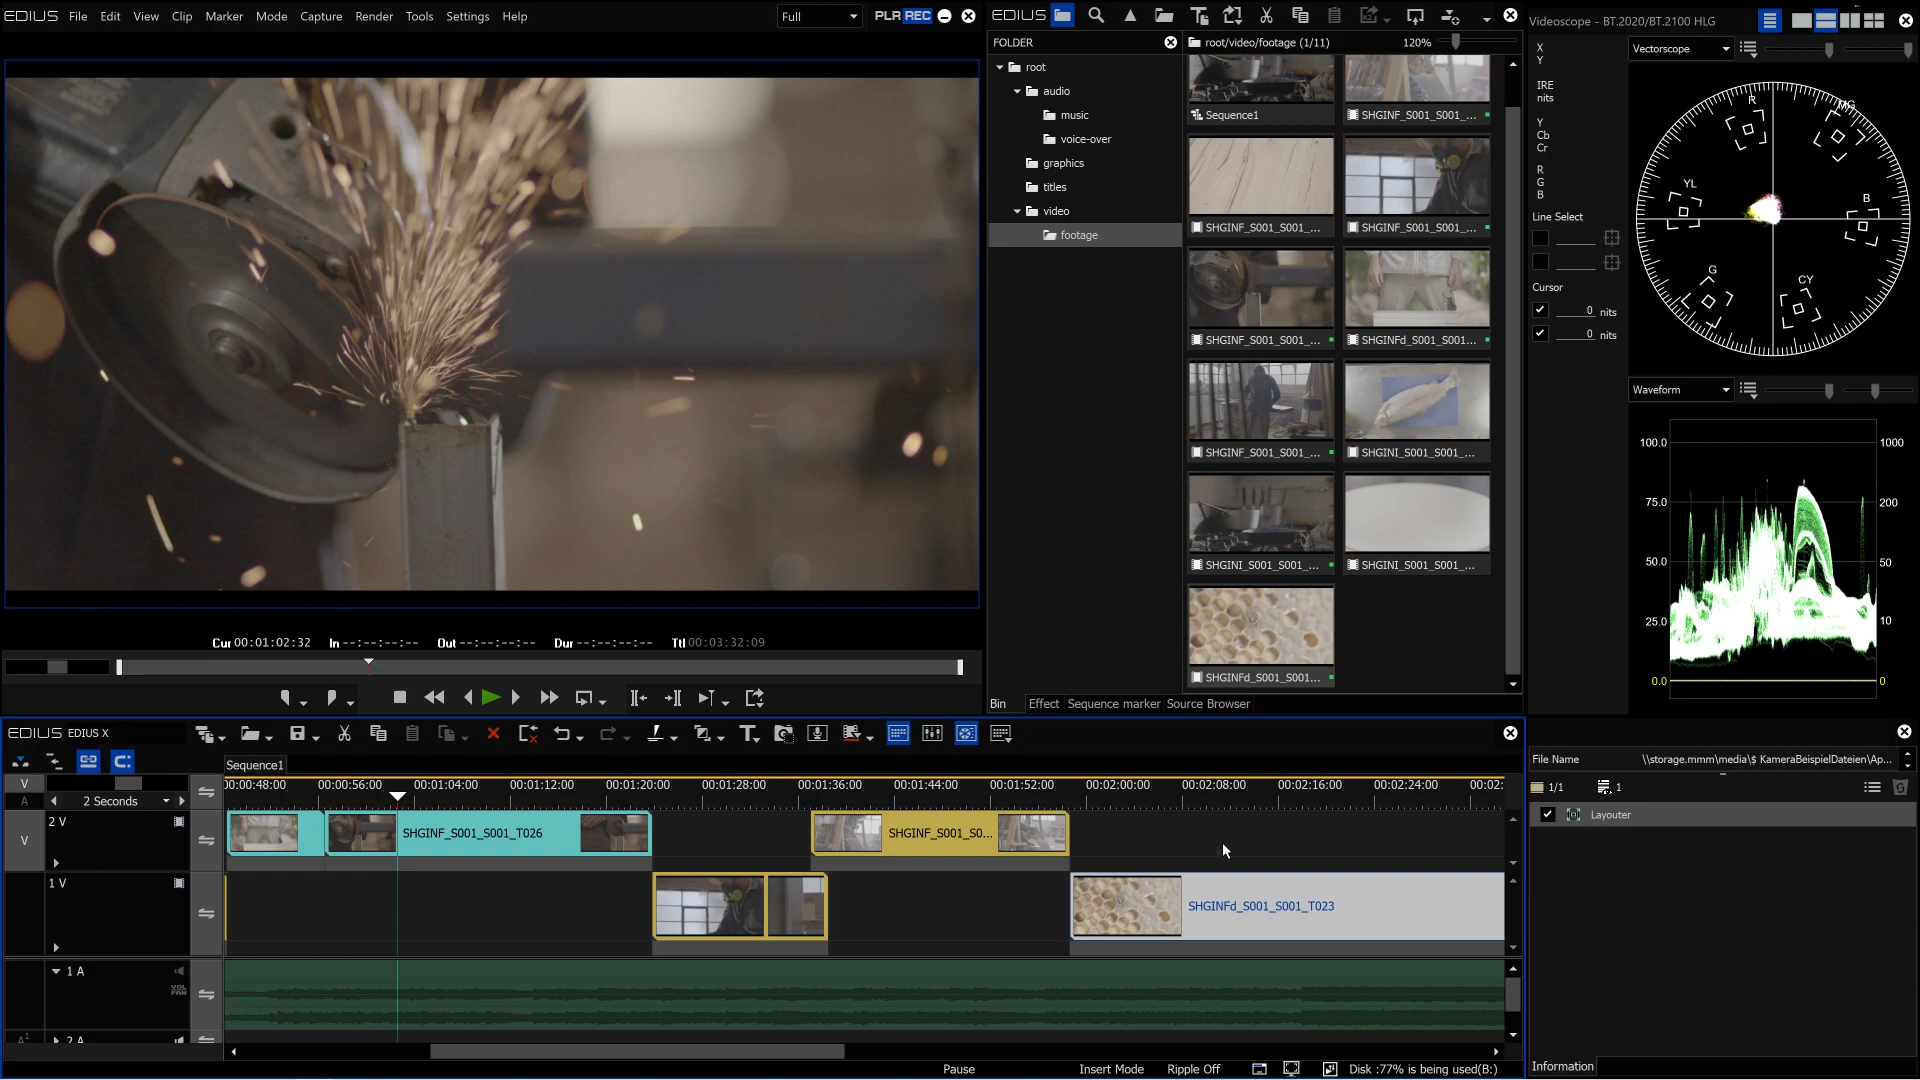 EDIUS File Edit View Clip Marker Mode Capture Render Tools Settings Help
Full
PLR REC
Cur 00:01:02:32 In --:--:--:-- Out --:--:--:-- Dur --:--:--:-- Ttl 00:03:32:09
EDIUS
FOLDER
root
audio
music
voice-over
graphics
titles
video
footage
root/video/footage (1/11)
120%
Sequence1
SHGINF_S001_S001_...
SHGINF_S001_S001_...
SHGINF_S001_S001_...
SHGINF_S001_S001_...
SHGINFd_S001_S001...
SHGINF_S001_S001_...
SHGINI_S001_S001_...
SHGINI_S001_S001_...
SHGINI_S001_S001_...
SHGINFd_S001_S001...
Bin Effect Sequence marker Source Browser
Videoscope - BT.2020/BT.2100 HLG
X
Y
IRE
nits
Y
Cb
Cr
R
G
B
Line Select
Cursor
0 nits
0 nits
Vectorscope
R
MG
YL
B
G
CY
Waveform
100.0 1000
75.0 200
50.0 50
25.0 10
0.0 0
EDIUS EDIUS X
Sequence1
V
A
2 Seconds
00:00:48:00 00:00:56:00 00:01:04:00 00:01:12:00 00:01:20:00 00:01:28:00 00:01:36:00 00:01:44:00 00:01:52:00 00:02:00:00 00:02:08:00 00:02:16:00 00:02:24:00 00:02:
V
2 V
SHGINF_S001_S001_T026
SHGINF_S001_S0...
1 V
SHGINFd_S001_S001_T023
1 A
VOL
PAN
A1
2 A
Pause
Insert Mode
Ripple Off
Disk :77% is being used(B:)
File Name \\storage.mmm\media\$ KameraBeispielDateien\Ap...
1/1
1
Layouter
Information